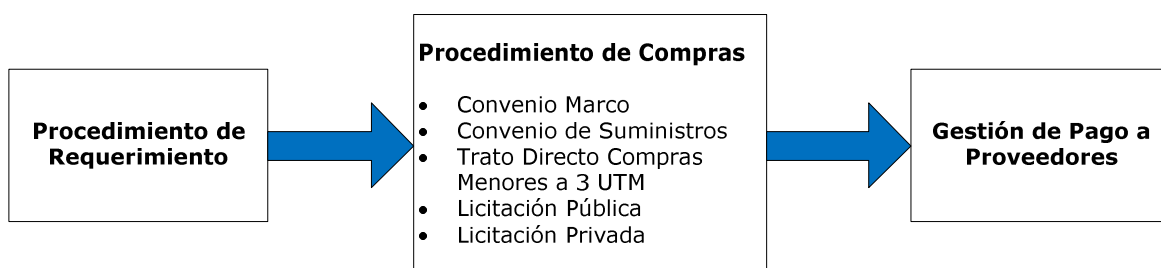 Procedimiento de
Requerimiento
Procedimiento de Compras
• Convenio Marco
• Convenio de Suministros
• Trato Directo Compras
Menores a 3 UTM
• Licitación Pública
• Licitación Privada
Gestión de Pago a
Proveedores